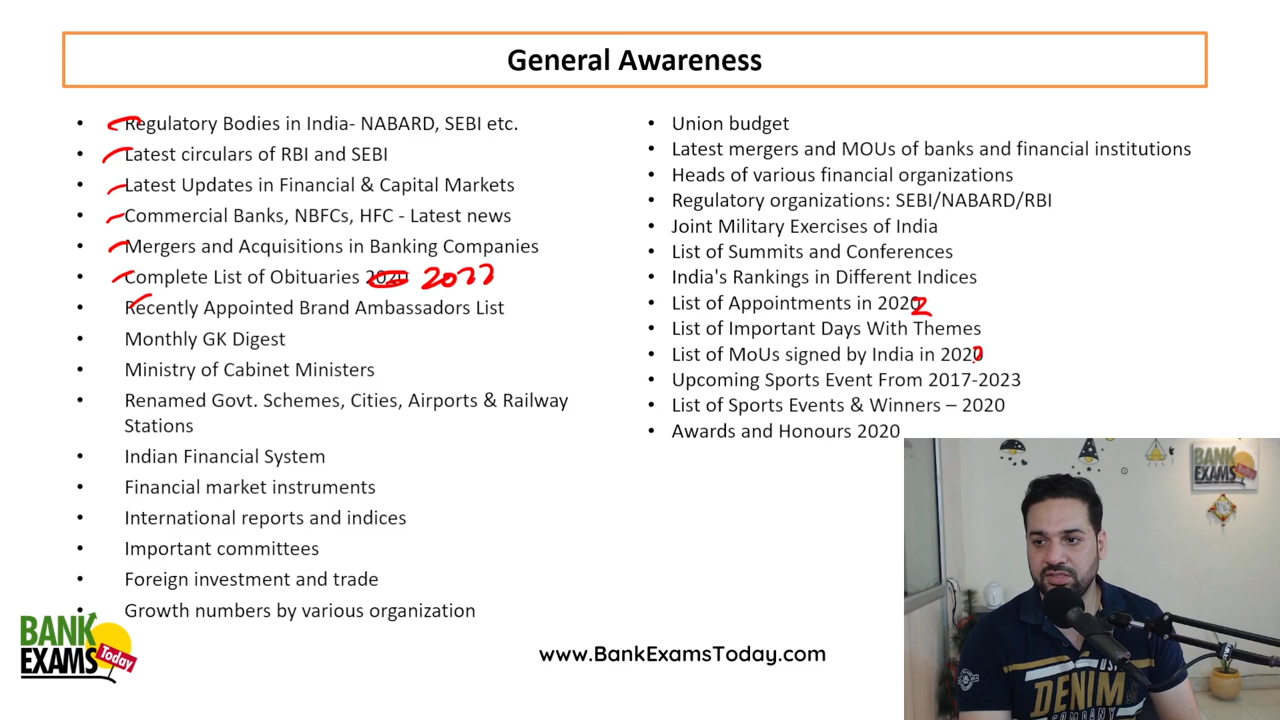 General Awareness
• Regulatory Bodies in India- NABARD, SEBI etc.
• Latest circulars of RBI and SEBI
• Latest Updates in Financial & Capital Markets
• Commercial Banks, NBFCs, HFC - Latest news
• Mergers and Acquisitions in Banking Companies
• Complete List of Obituaries 2020 2022
• Recently Appointed Brand Ambassadors List
• Monthly GK Digest
• Ministry of Cabinet Ministers
• Renamed Govt. Schemes, Cities, Airports & Railway
Stations
• Indian Financial System
• Financial market instruments
• International reports and indices
• Important committees
• Foreign investment and trade
• Growth numbers by various organization
• Union budget
• Latest mergers and MOUs of banks and financial institutions
• Heads of various financial organizations
• Regulatory organizations: SEBI/NABARD/RBI
• Joint Military Exercises of India
• List of Summits and Conferences
• India's Rankings in Different Indices
• List of Appointments in 2020 2
• List of Important Days With Themes
• List of MoUs signed by India in 2020
• Upcoming Sports Event From 2017-2023
• List of Sports Events & Winners – 2020
• Awards and Honours 2020
BANK
EXAMS
Today
www.BankExamsToday.com
BANK
EXAMS
Today
DENIM
COMPANY